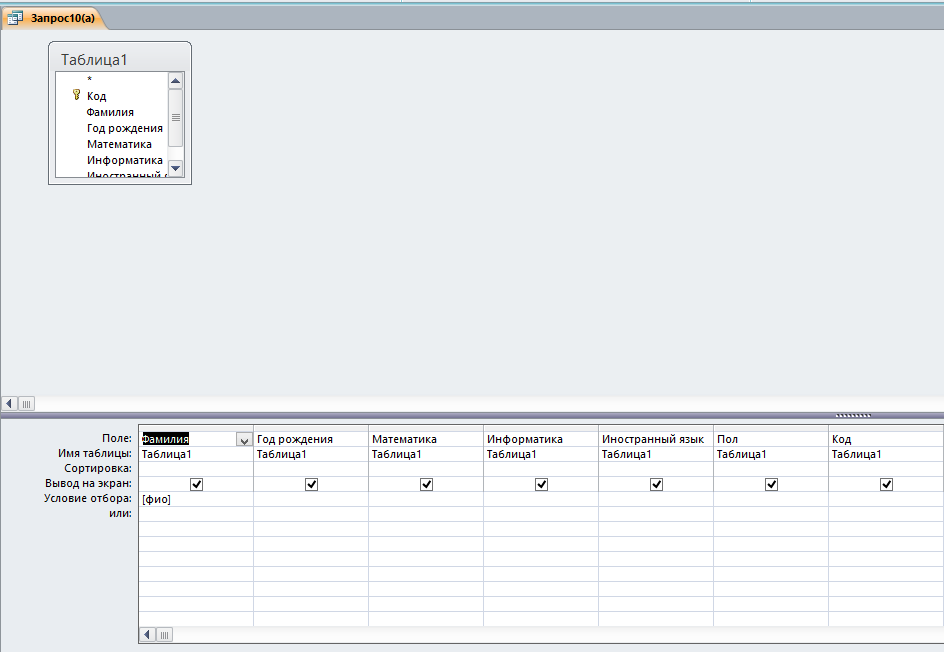 Запрос10(а)
Таблица1
*
Код
Фамилия
Год рождения
Математика
Информатика
Иностранный
Поле: Фамилия Год рождения Математика Информатика Иностранный язык Пол Код
Имя таблицы: Таблица1 Таблица1 Таблица1 Таблица1 Таблица1 Таблица1 Таблица1
Сортировка:
Вывод на экран:
Условие отбора: [фио]
или: